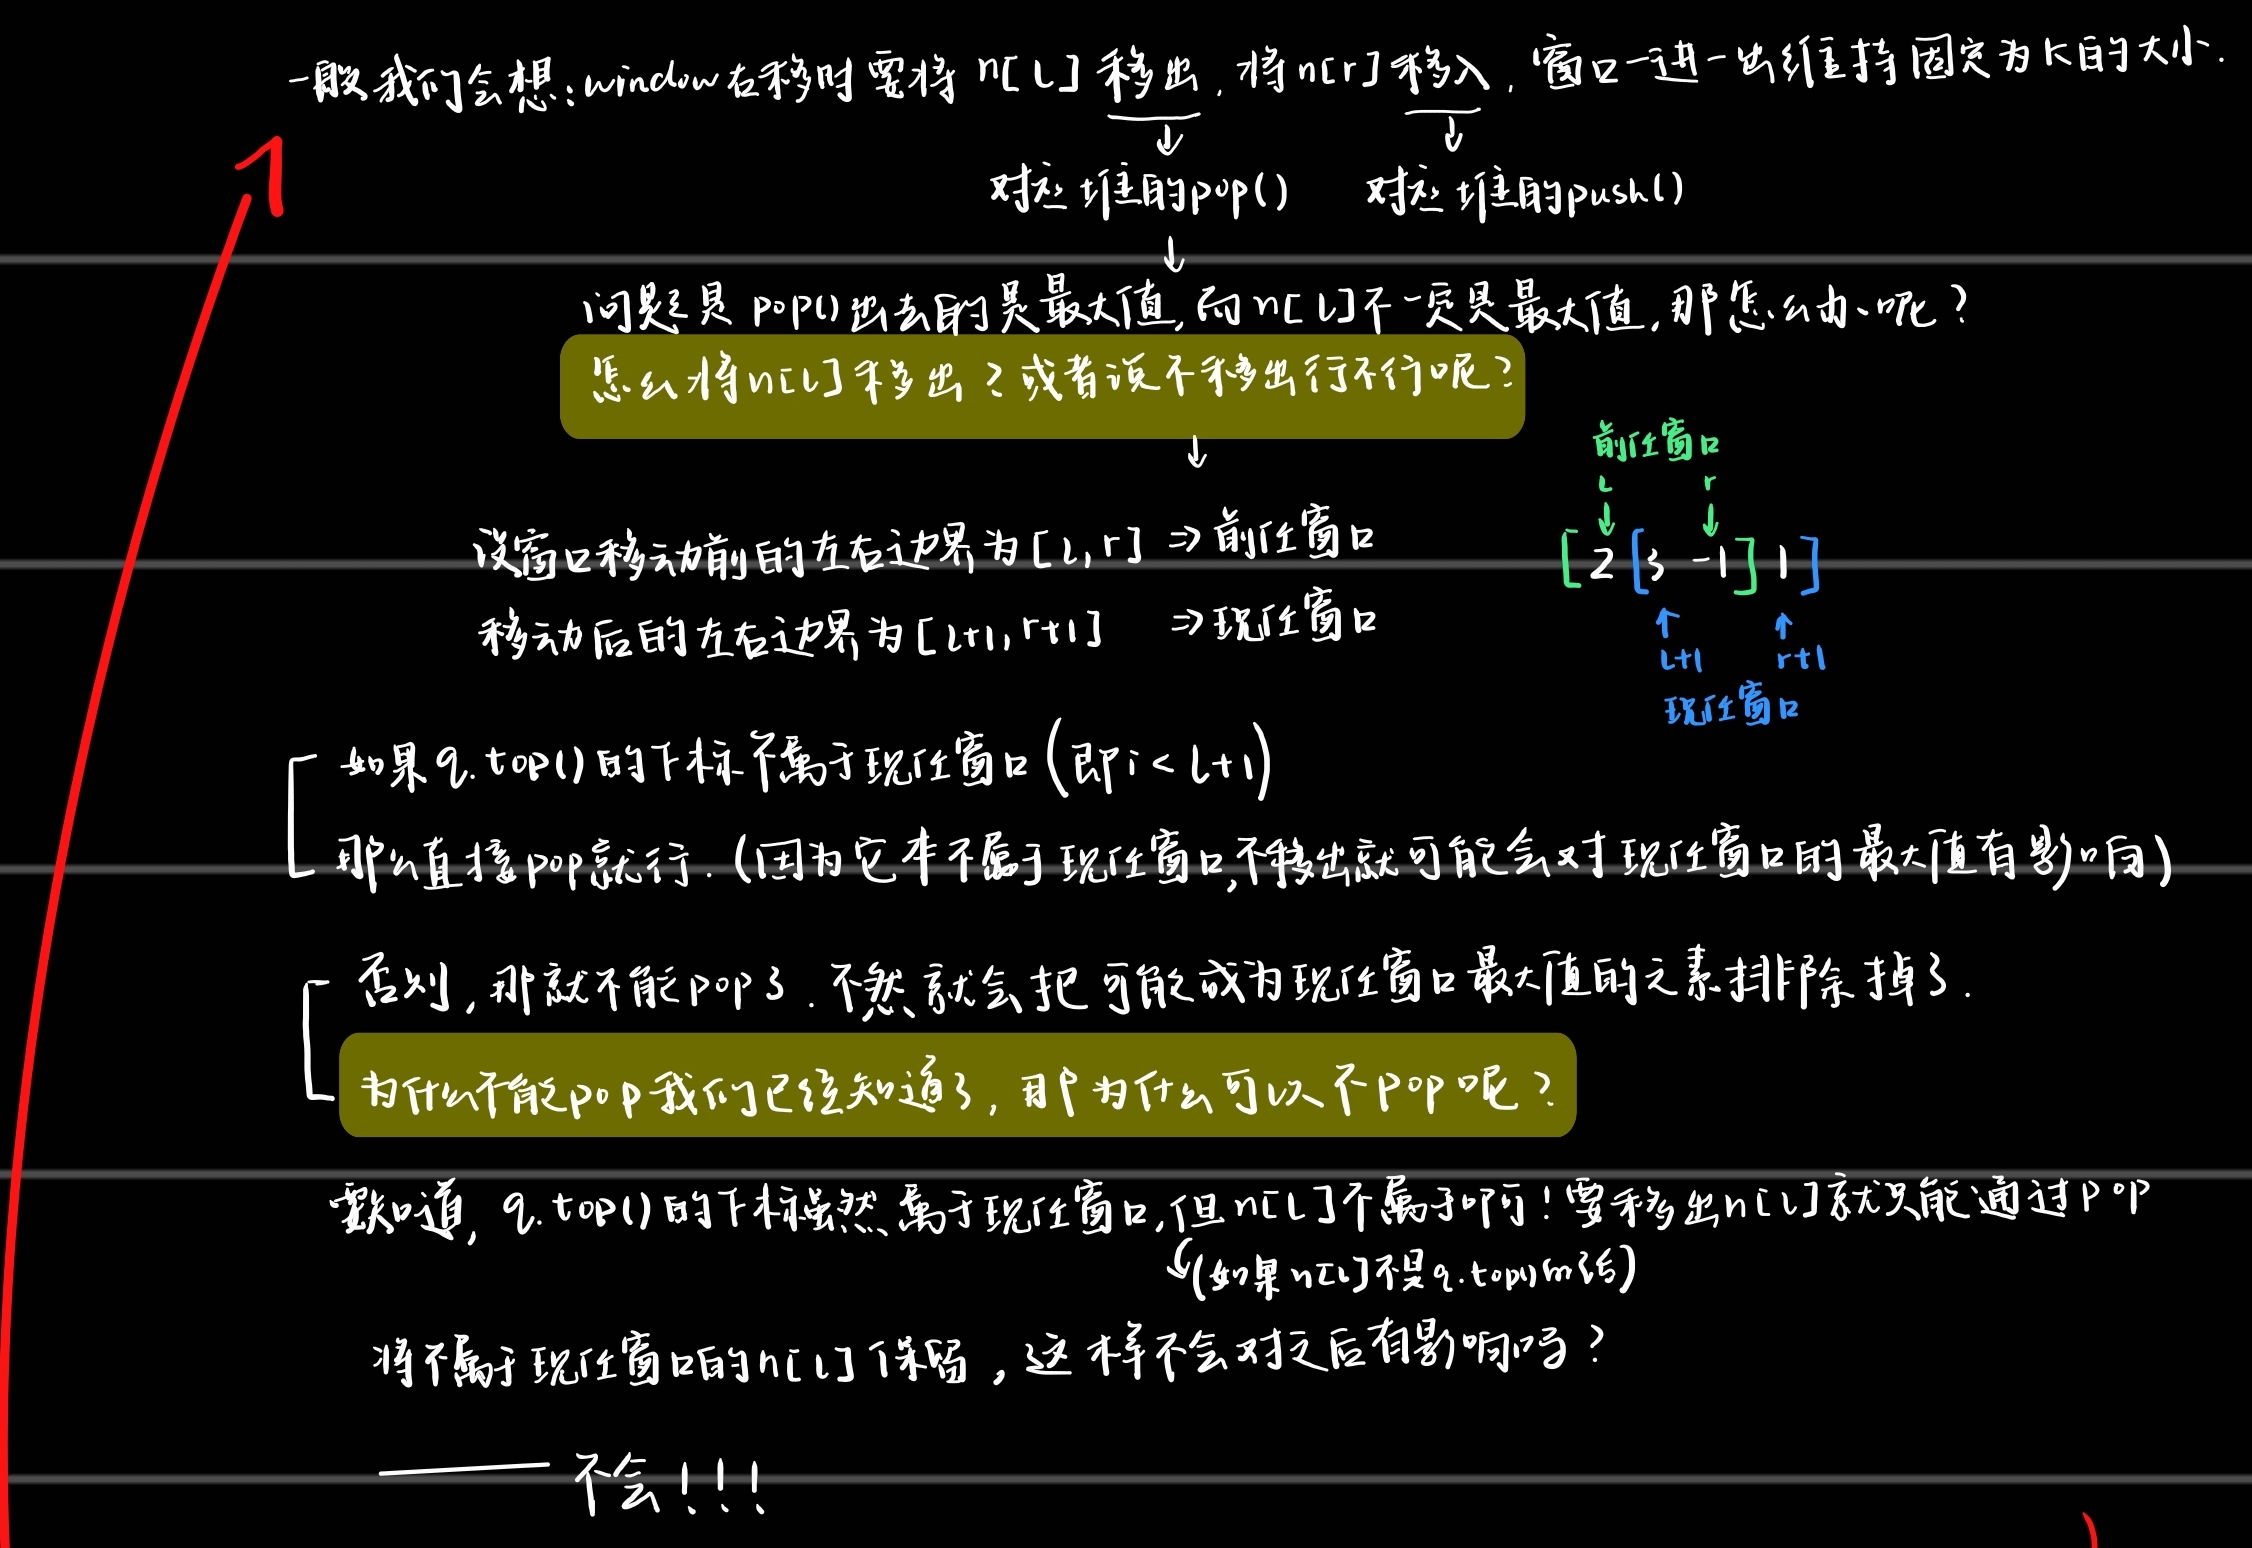 一般我们会想:window右移时要将 n[L] 移出,将n[r]移入,窗口一进一出维持固定为K的大小.
对应堆的pop() 对应堆的push()
问题是 pop()出去的是最大值,而n[L]不一定是最大值,那怎么办呢?
怎么将n[L]移出?或者说不移出行不行呢?
前任窗口
L r
设窗口移动前的左右边界为[L,r] ⇒前任窗口
[2[3 -1]1]
移动后的左右边界为[L+1,r+1] ⇒现任窗口
L+1 r+1
现任窗口
如果q.top()的下标不属于现任窗口(即i<L+1)
那么直接pop就行.(因为它本不属于现任窗口,不移出就可能会对现任窗口的最大值有影响)
否则,那就不能pop了.不然就会把可能成为现任窗口最大值的元素排除掉了.
为什么不能pop我们已经知道了,那为什么可以不pop呢?
要知道,q.top()的下标虽然属于现任窗口,但n[L]不属于啊!要移出n[L]就只能通过pop
(如果n[L]不是q.top()的话)
将不属于现任窗口的n[L]保留,这样不会对之后有影响吗?
—— 不会!!!